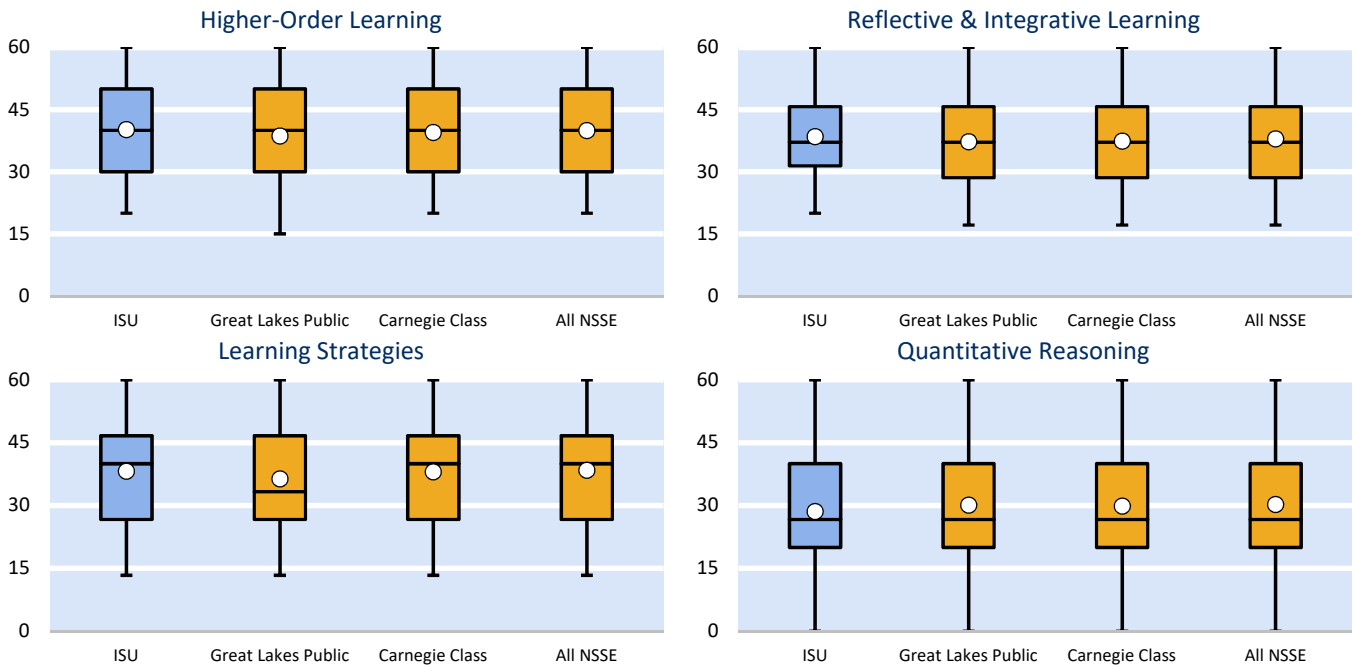 Higher-Order Learning
60
45
30
15
0
ISU Great Lakes Public Carnegie Class All NSSE
Reflective & Integrative Learning
60
45
30
15
0
ISU Great Lakes Public Carnegie Class All NSSE
Learning Strategies
60
45
30
15
0
ISU Great Lakes Public Carnegie Class All NSSE
Quantitative Reasoning
60
45
30
15
0
ISU Great Lakes Public Carnegie Class All NSSE